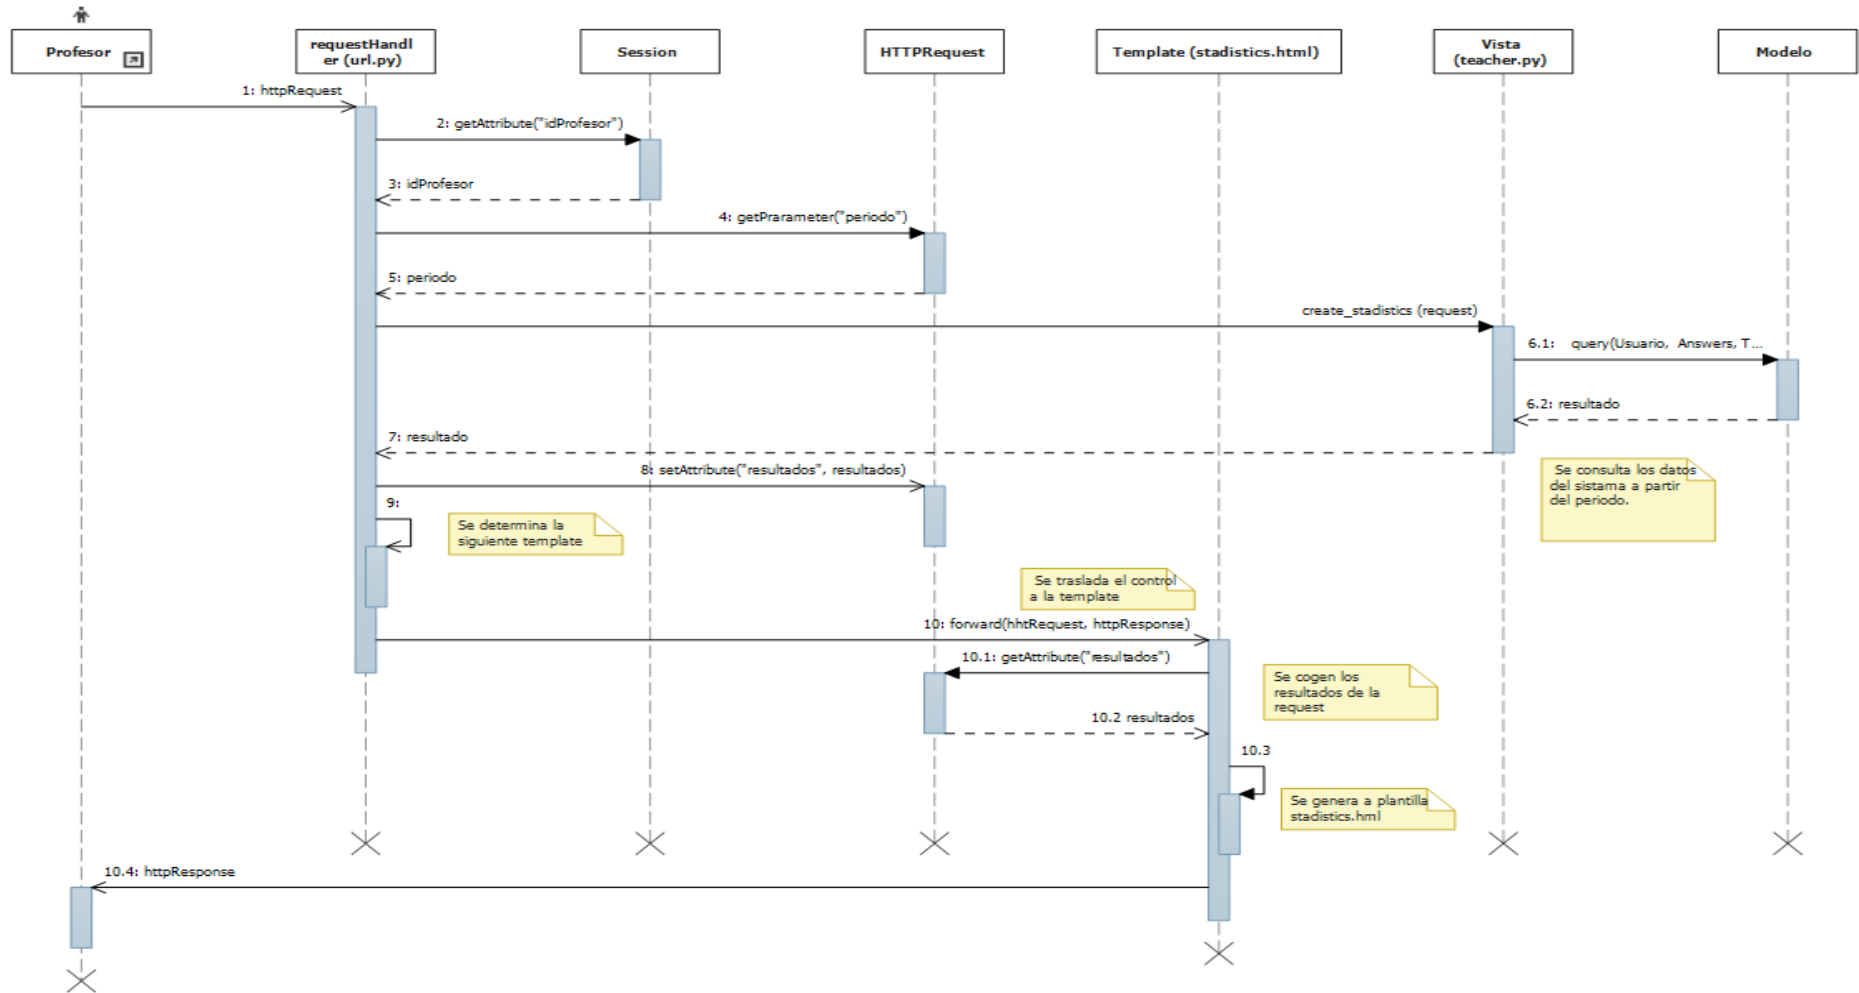 Profesor
requestHandl
er (url.py)
Session
HTTPRequest
Template (stadistics.html)
Vista
(teacher.py)
Modelo
1: httpRequest
2: getAttribute("idProfesor")
3: idProfesor
4: getPrarameter("periodo")
5: periodo
create_stadistics (request)
6.1: query(Usuario, Answers, T...
6.2: resultado
7: resultado
Se consulta los datos
del sistama a partir
del periodo.
8: setAttribute("resultados", resultados)
9:
Se determina la
siguiente template
Se traslada el control
a la template
10: forward(hhtRequest, httpResponse)
10.1: getAttribute("resultados")
Se cogen los
resultados de la
request
10.2 resultados
10.3
Se genera a plantilla
stadistics.hml
10.4: httpResponse